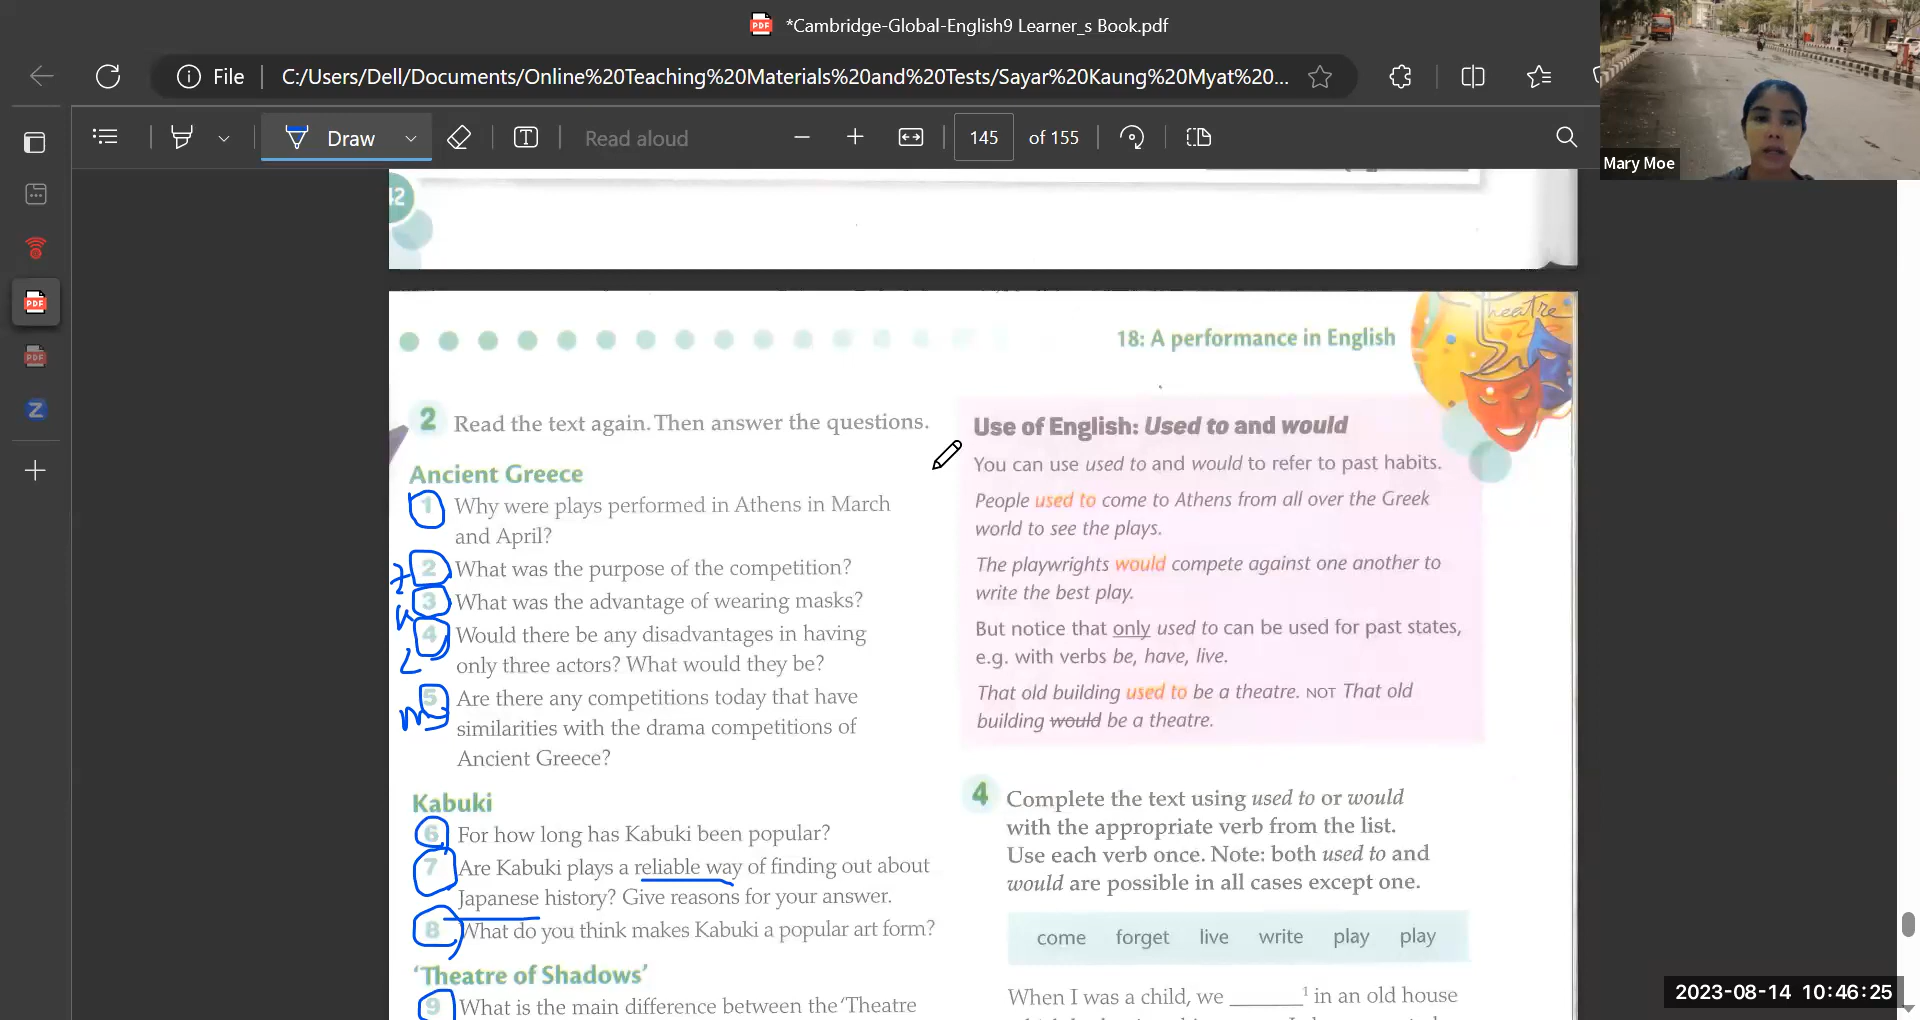 *Cambridge-Global-English9 Learner_s Book.pdf
File
C:/Users/Dell/Documents/Online%20Teaching%20Materials%20and%20Tests/Sayar%20Kaung%20Myat%20...
Draw
Read aloud
145 of 155
Mary Moe
18: A performance in English
Theatre
2 Read the text again. Then answer the questions.
Ancient Greece
1 Why were plays performed in Athens in March
and April?
2 What was the purpose of the competition?
3 What was the advantage of wearing masks?
4 Would there be any disadvantages in having
only three actors? What would they be?
5 Are there any competitions today that have
similarities with the drama competitions of
Ancient Greece?
Kabuki
6 For how long has Kabuki been popular?
7 Are Kabuki plays a reliable way of finding out about
Japanese history? Give reasons for your answer.
8 What do you think makes Kabuki a popular art form?
'Theatre of Shadows'
9 What is the main difference between the 'Theatre
Use of English: Used to and would
You can use used to and would to refer to past habits.
People used to come to Athens from all over the Greek
world to see the plays.
The playwrights would compete against one another to
write the best play.
But notice that only used to can be used for past states,
e.g. with verbs be, have, live.
That old building used to be a theatre. NOT That old
building would be a theatre.
4 Complete the text using used to or would
with the appropriate verb from the list.
Use each verb once. Note: both used to and
would are possible in all cases except one.
come forget live write play play
When I was a child, we ________1 in an old house
2023-08-14 10:46:25